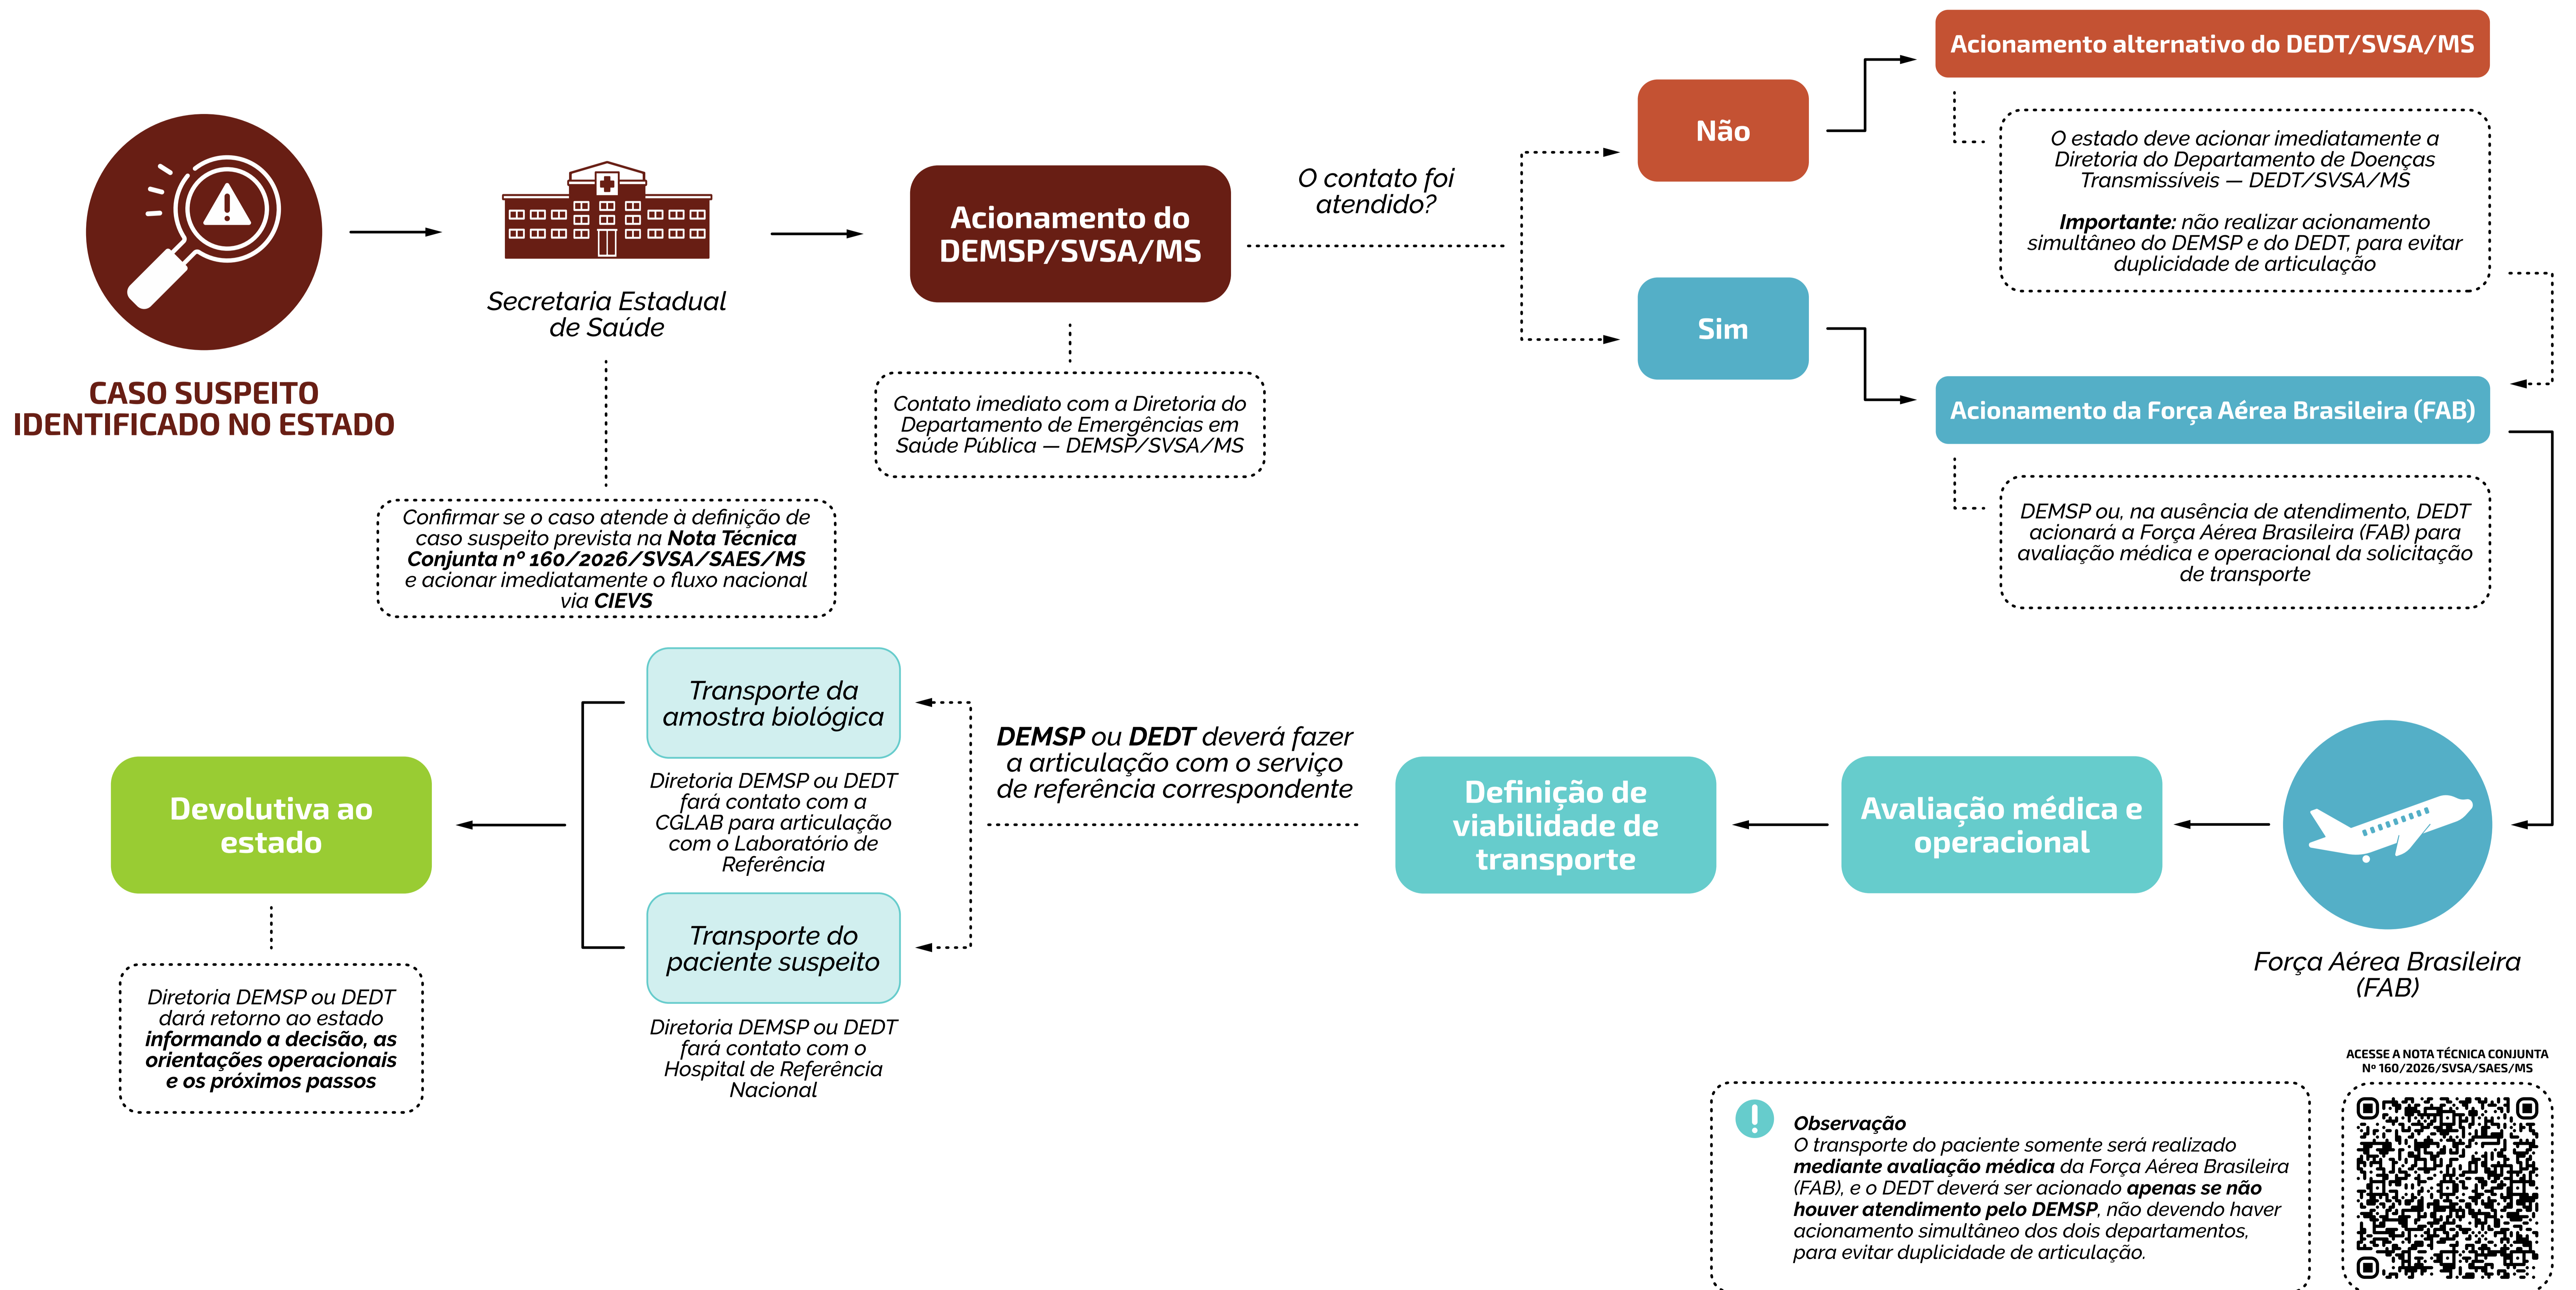 CASO SUSPEITO
IDENTIFICADO NO ESTADO
Secretaria Estadual
de Saúde
Confirmar se o caso atende à definição de
caso suspeito prevista na Nota Técnica
Conjunta nº 160/2026/SVSA/SAES/MS
e acionar imediatamente o fluxo nacional
via CIEVS
Acionamento do
DEMSP/SVSA/MS
Contato imediato com a Diretoria do
Departamento de Emergências em
Saúde Pública — DEMSP/SVSA/MS
O contato foi
atendido?
Não
Acionamento alternativo do DEDT/SVSA/MS
O estado deve acionar imediatamente a
Diretoria do Departamento de Doenças
Transmissíveis — DEDT/SVSA/MS
Importante: não realizar acionamento
simultâneo do DEMSP e do DEDT, para evitar
duplicidade de articulação
Sim
Acionamento da Força Aérea Brasileira (FAB)
DEMSP ou, na ausência de atendimento, DEDT
acionará a Força Aérea Brasileira (FAB) para
avaliação médica e operacional da solicitação
de transporte
Força Aérea Brasileira
(FAB)
Avaliação médica e
operacional
Definição de
viabilidade de
transporte
DEMSP ou DEDT deverá fazer
a articulação com o serviço
de referência correspondente
Transporte da
amostra biológica
Diretoria DEMSP ou DEDT
fará contato com a
CGLAB para articulação
com o Laboratório de
Referência
Transporte do
paciente suspeito
Diretoria DEMSP ou DEDT
fará contato com o
Hospital de Referência
Nacional
Devolutiva ao
estado
Diretoria DEMSP ou DEDT
dará retorno ao estado
informando a decisão, as
orientações operacionais
e os próximos passos
Observação
O transporte do paciente somente será realizado
mediante avaliação médica da Força Aérea Brasileira
(FAB), e o DEDT deverá ser acionado apenas se não
houver atendimento pelo DEMSP, não devendo haver
acionamento simultâneo dos dois departamentos,
para evitar duplicidade de articulação.
ACESSE A NOTA TÉCNICA CONJUNTA
Nº 160/2026/SVSA/SAES/MS